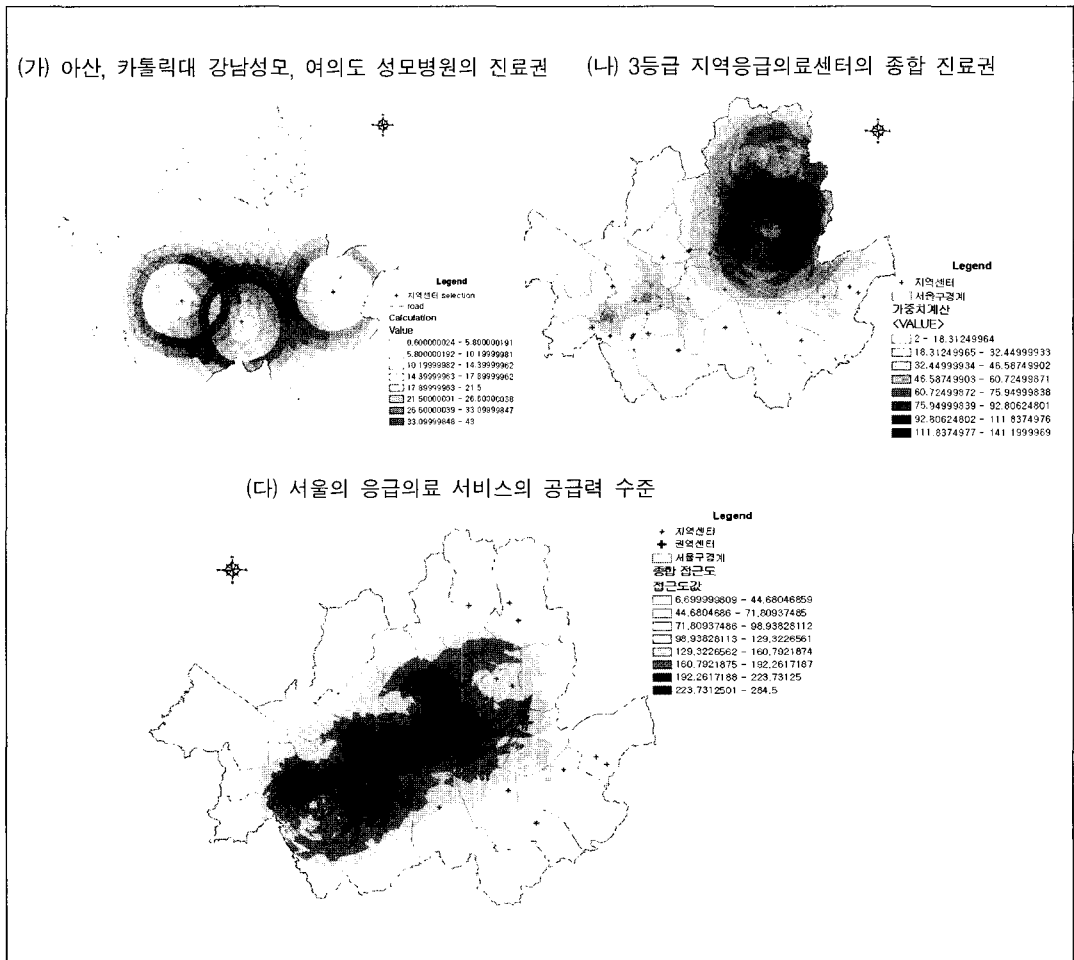 (가) 아산, 카톨릭대 강남성모, 여의도 성모병원의 진료권
(나) 3등급 지역응급의료센터의 종합 진료권
Legend
지역센터 selection
road
Calculation
Value
0.600000024 - 5.800000191
5.800000192 - 10.19999981
10.19999982 - 14.39999962
14.39999963 - 17.89999962
17.89999963 - 21.5
21.50000001 - 26.60000038
26.60000039 - 33.09999847
33.09999848 - 43
Legend
지역센터
서울구경계
가중치계산
<VALUE>
2 - 18.31249964
18.31249965 - 32.44999933
32.44999934 - 46.58749902
46.58749903 - 60.72499871
60.72499872 - 75.94999838
75.94999839 - 92.80624801
92.80624802 - 111.8374976
111.8374977 - 141.1999969
(다) 서울의 응급의료 서비스의 공급력 수준
Legend
지역센터
권역센터
서울구경계
종합 접근도
접근도값
6.699999809 - 44.68046859
44.6804686 - 71.80937485
71.80937486 - 98.93828112
98.93828113 - 129.3226561
129.3226562 - 160.7921874
160.7921875 - 192.2617187
192.2617188 - 223.73125
223.7312501 - 284.5